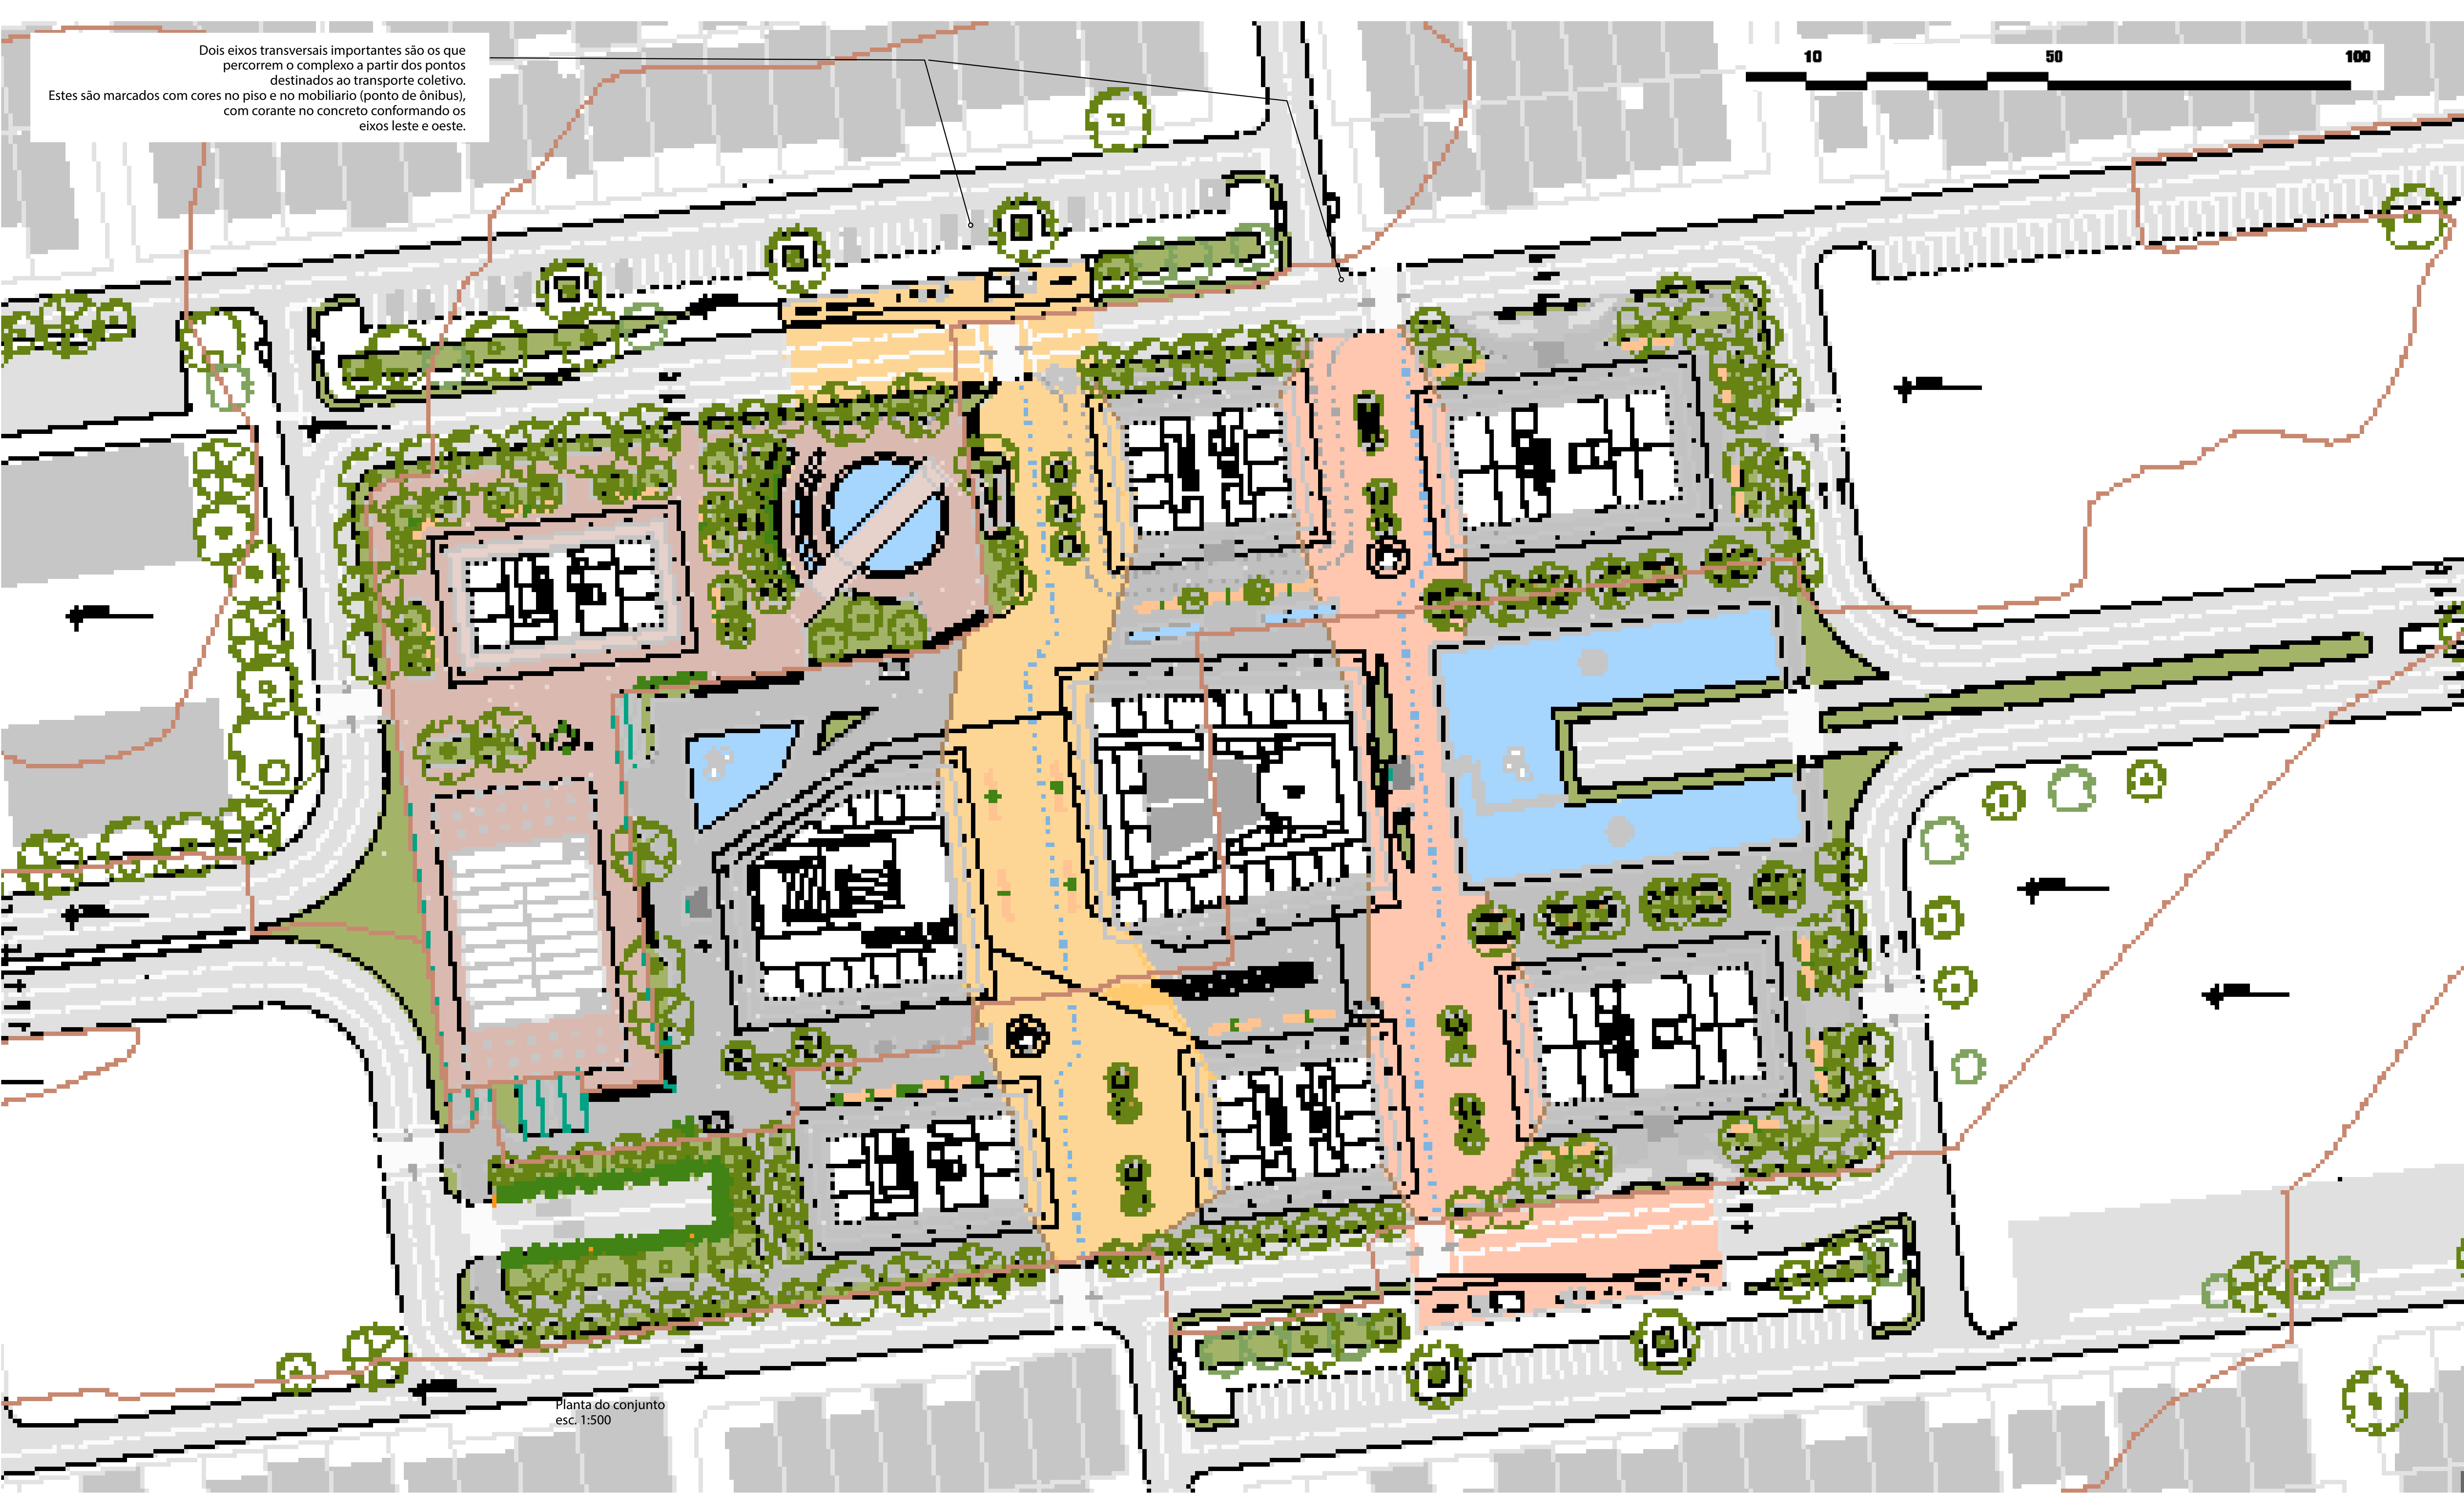 Dois eixos transversais importantes são os que
percorrem o complexo a partir dos pontos
destinados ao transporte coletivo.
Estes são marcados com cores no piso e no mobiliario (ponto de ônibus),
com corante no concreto conformando os
eixos leste e oeste.
10 50 100
Planta do conjunto
esc. 1:500